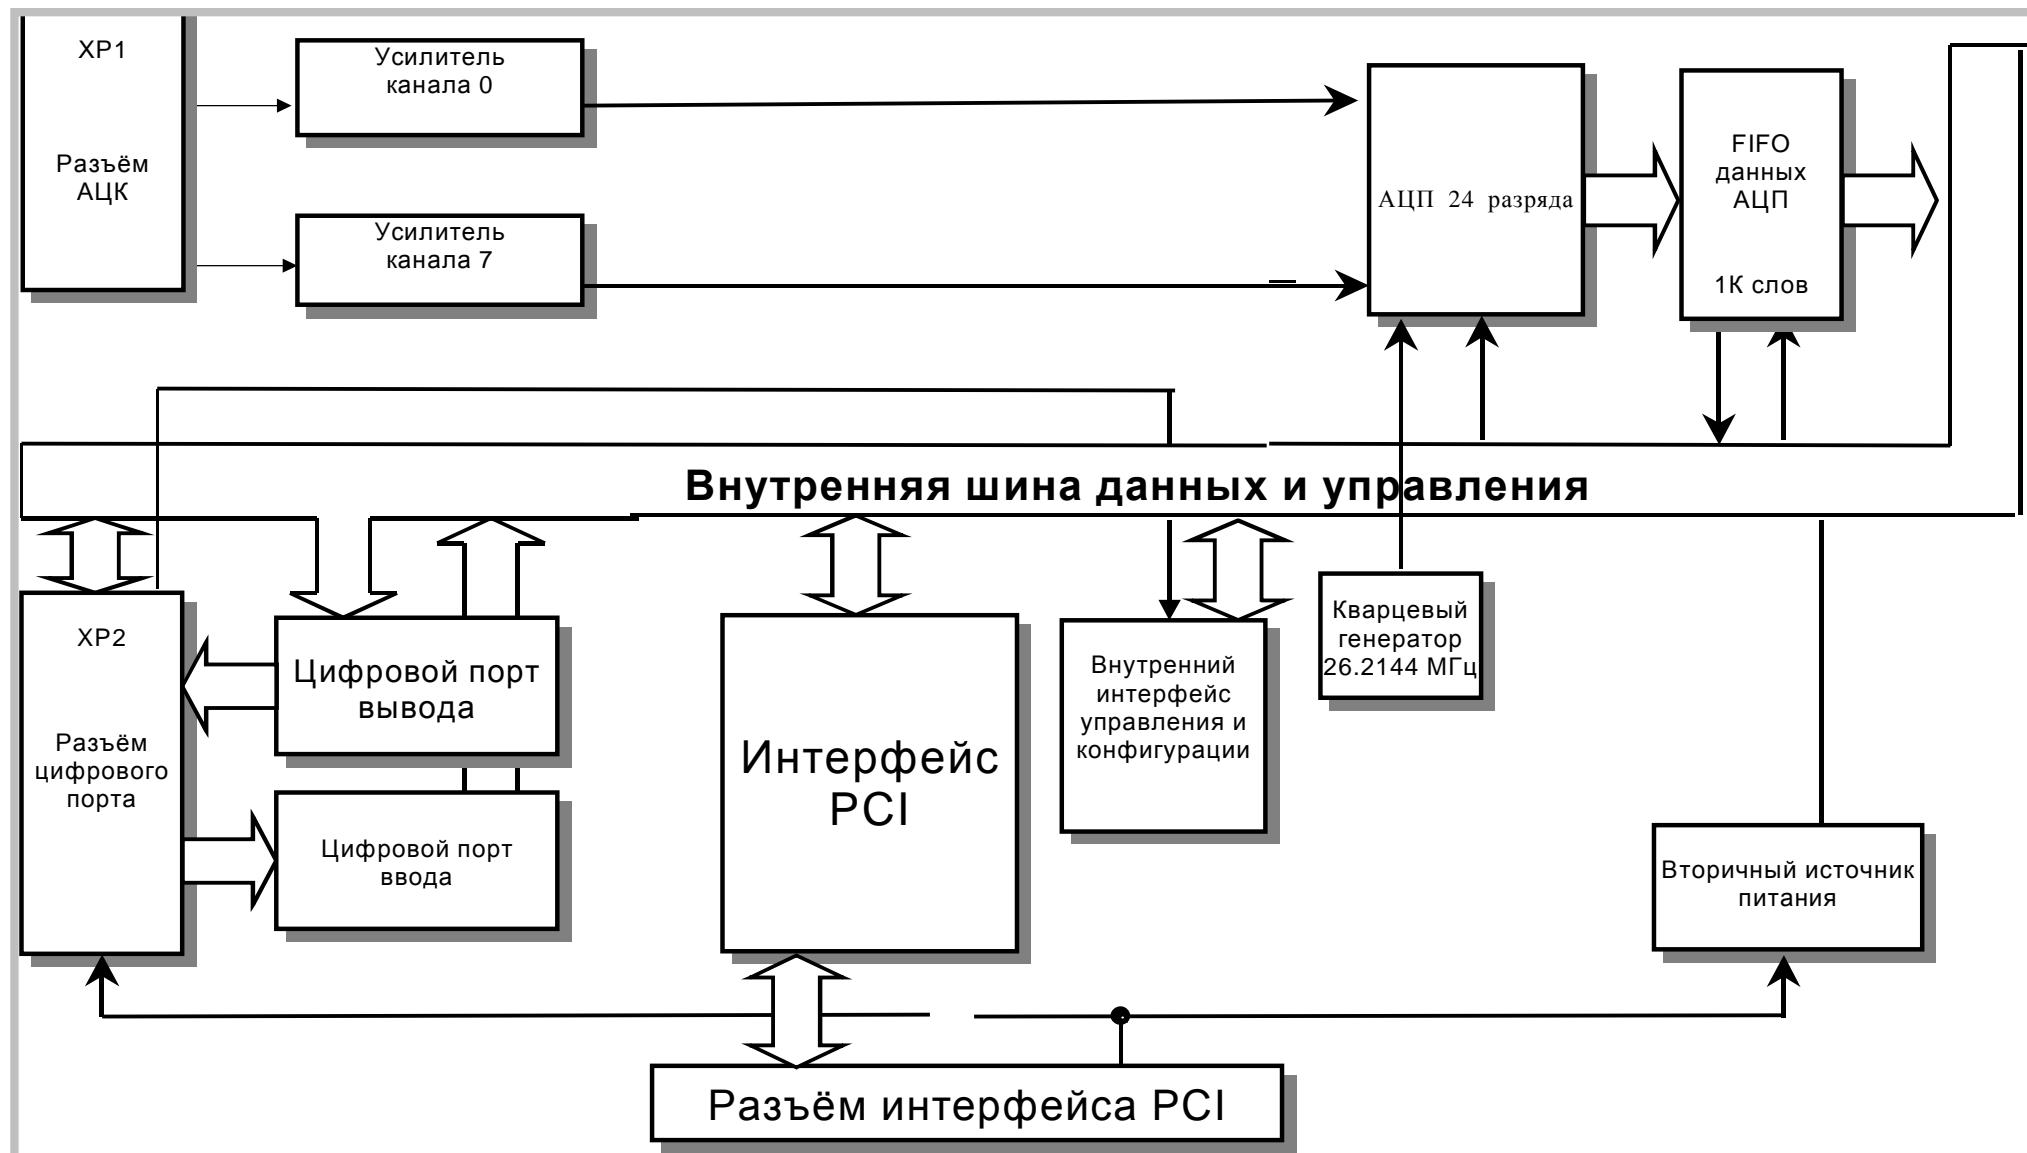 XP1
Разъём
АЦК
Усилитель
канала 0
Усилитель
канала 7
АЦП 24 разряда
FIFO
данных
АЦП
1К слов
Внутренняя шина данных и управления
XP2
Разъём
цифрового
порта
Цифровой порт
вывода
Цифровой порт
ввода
Интерфейс
PCI
Внутренний
интерфейс
управления и
конфигурации
Кварцевый
генератор
26.2144 МГц
Вторичный источник
питания
Разъём интерфейса PCI